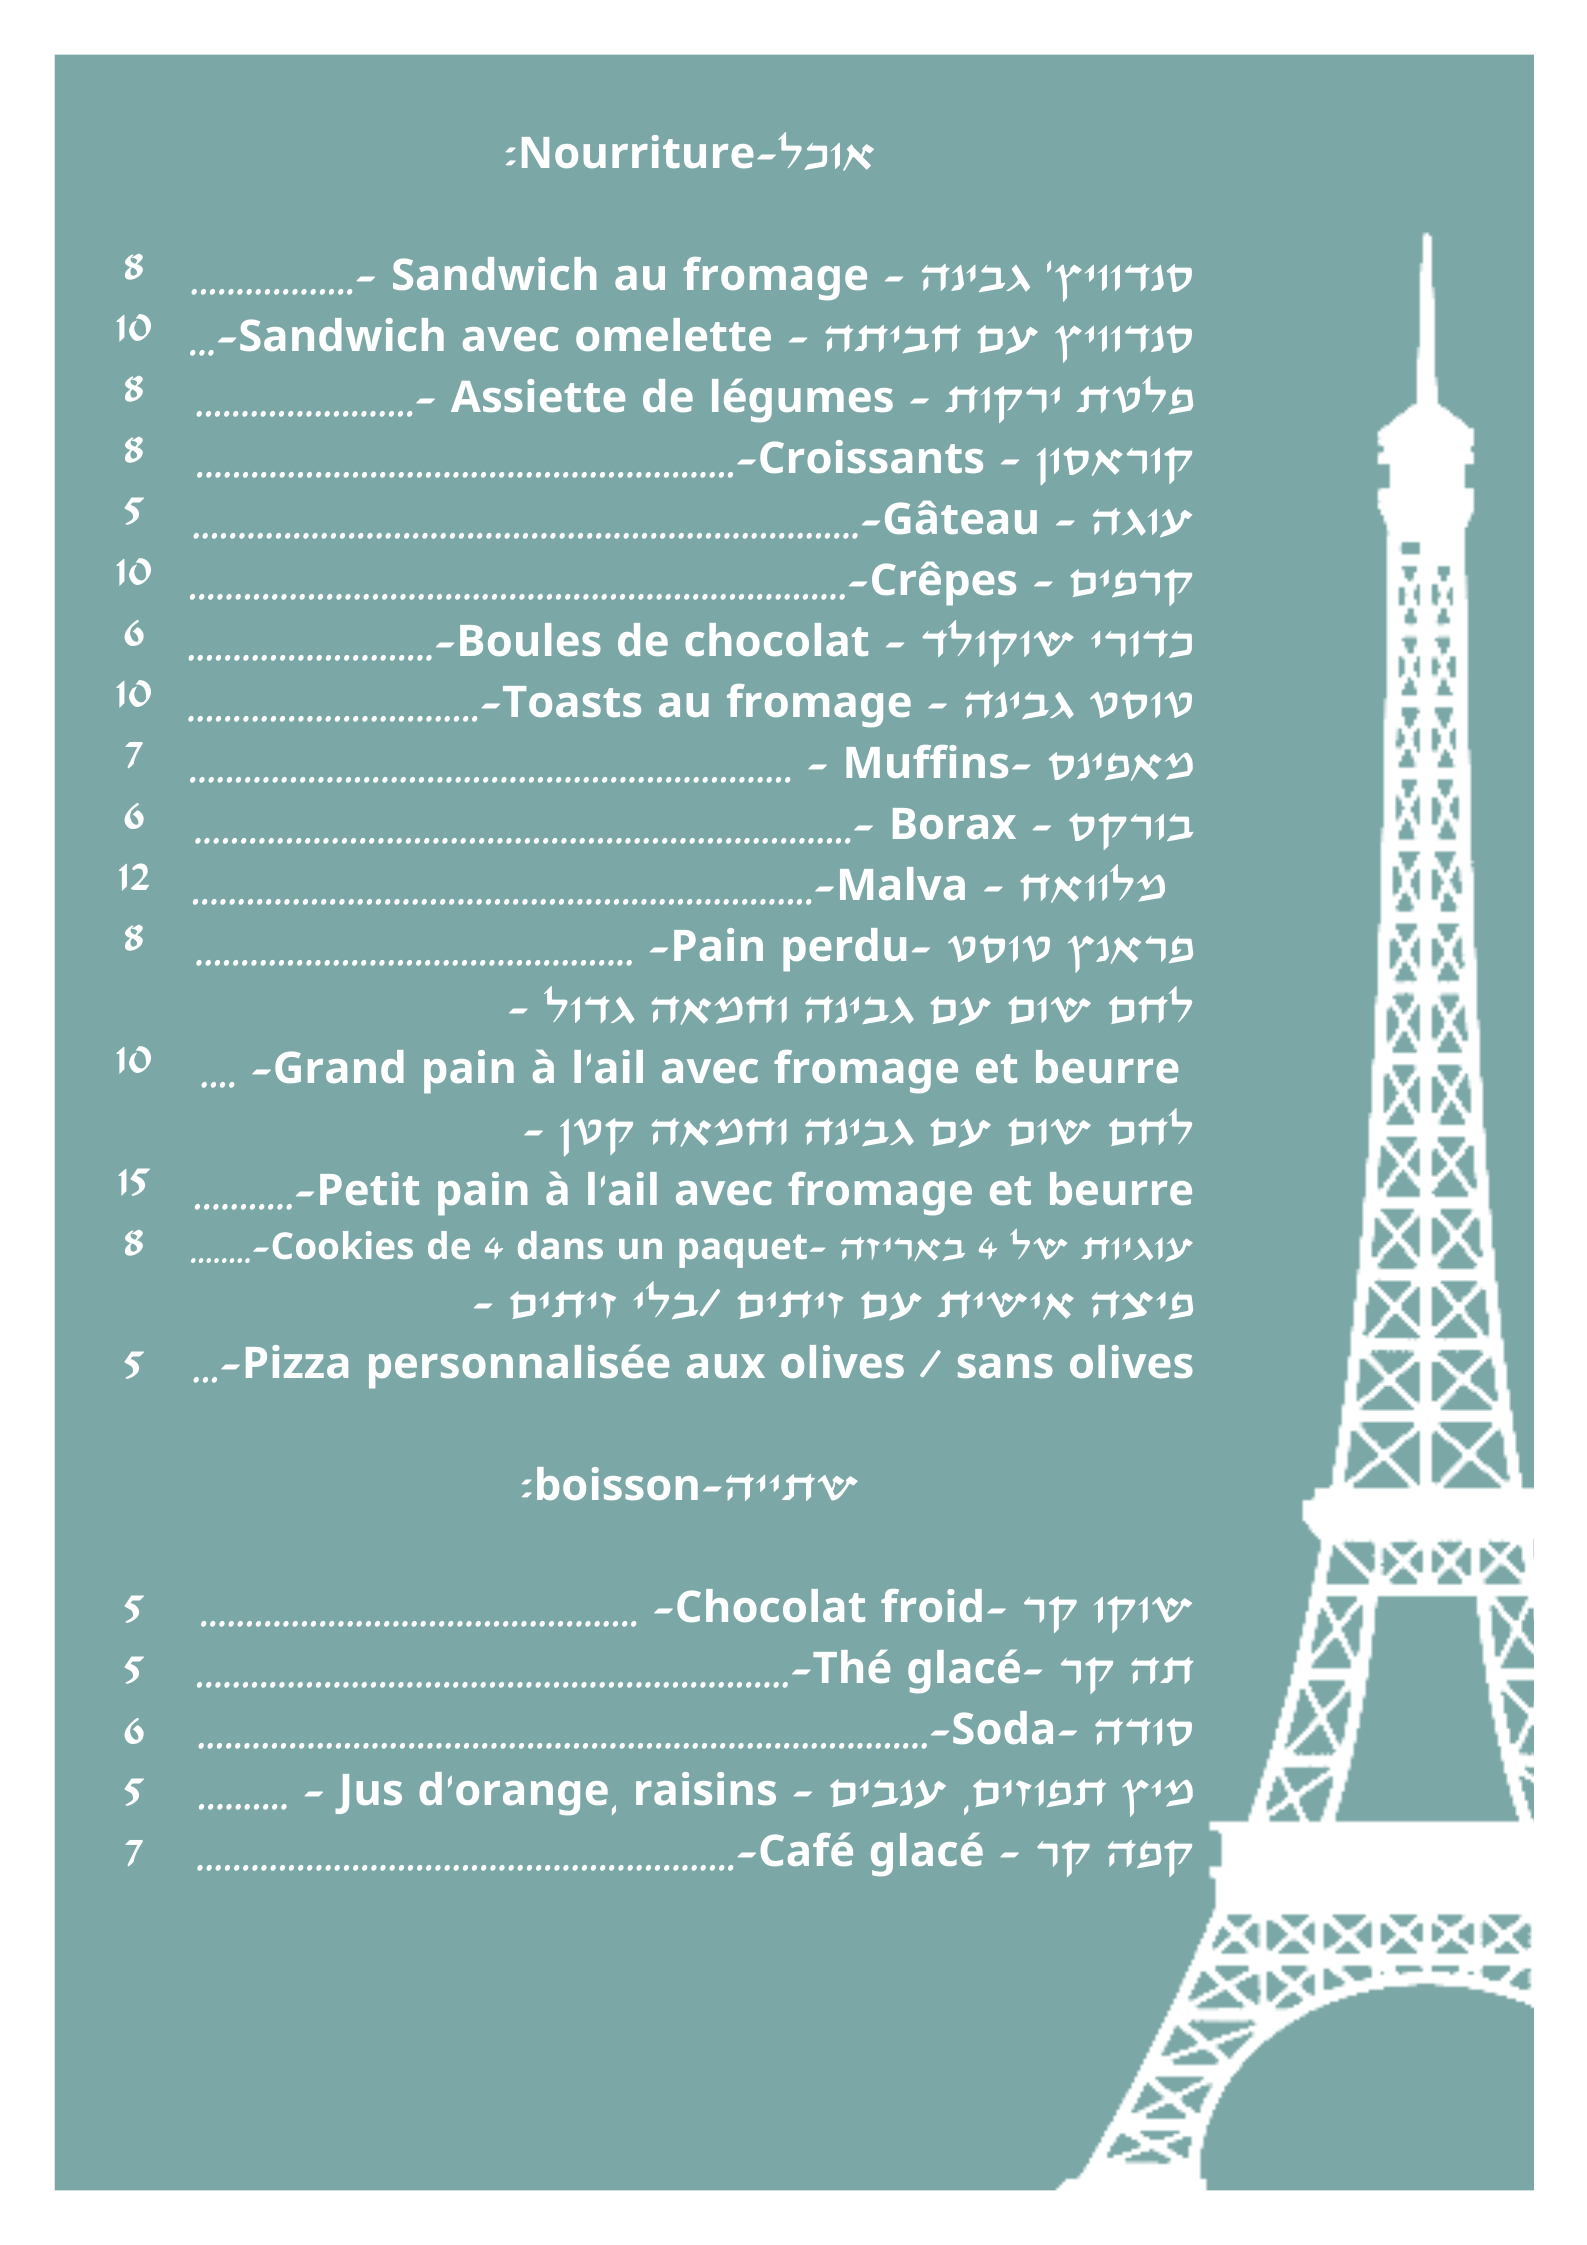 אוכל-Nourriture:
סנדוויץ' גבינה - Sandwich au fromage -.................. 8
סנדוויץ עם חביתה - Sandwich avec omelette-... 10
פלטת ירקות - Assiette de légumes -........................ 8
קוראסון - Croissants-........................................................... 8
עוגה - Gâteau-......................................................................... 5
קרפים - Crêpes-........................................................................ 10
כדורי שוקולד - Boules de chocolat-........................... 6
טוסט גבינה - Toasts au fromage-................................ 10
מאפינס -Muffins - .................................................................. 7
בורקס - Borax -........................................................................ 6
מלוואח - Malva-.................................................................... 12
פראנץ טוסט -Pain perdu- ................................................ 8
לחם שום עם גבינה וחמאה גדול -
Grand pain à l'ail avec fromage et beurre- .... 10
לחם שום עם גבינה וחמאה קטן -
Petit pain à l'ail avec fromage et beurre-........... 15
עוגיות של 4 באריזה -Cookies de 4 dans un paquet-........ 8
פיצה אישית עם זיתים /בלי זיתים -
Pizza personnalisée aux olives / sans olives-... 5
שתייה-boisson:
שוקו קר -Chocolat froid- ................................................ 5
תה קר -Thé glacé-................................................................. 5
סודה -Soda-................................................................................ 6
מיץ תפוזים, ענבים - Jus d'orange, raisins - .......... 5
קפה קר - Café glacé-........................................................... 7